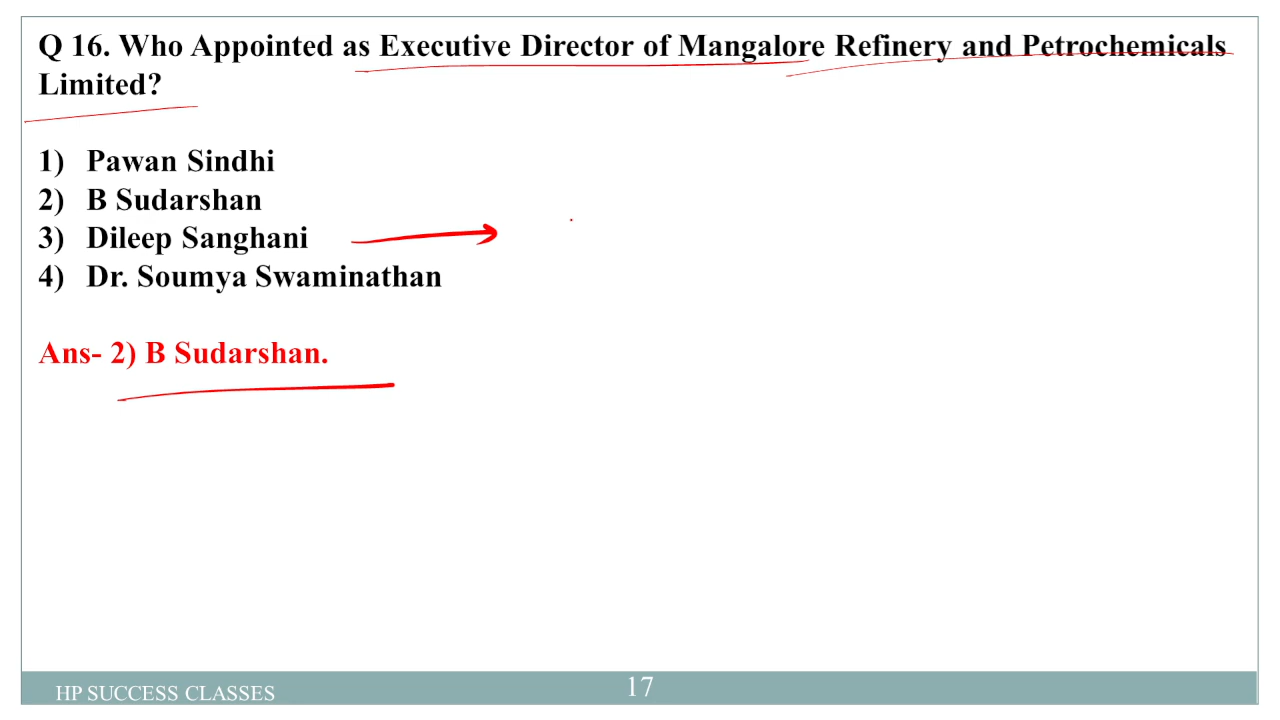 Q 16. Who Appointed as Executive Director of Mangalore Refinery and Petrochemicals
Limited?
1) Pawan Sindhi
2) B Sudarshan
3) Dileep Sanghani
4) Dr. Soumya Swaminathan
Ans- 2) B Sudarshan.
HP SUCCESS CLASSES
17